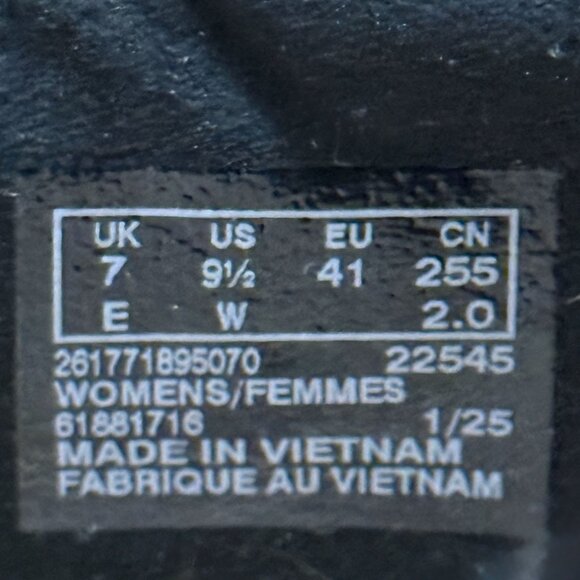 UK US EU CN
7 9½ 41 255
E W 2.0
261771895070 22545
WOMENS/FEMMES
61881716 1/25
MADE IN VIETNAM
FABRIQUE AU VIETNAM